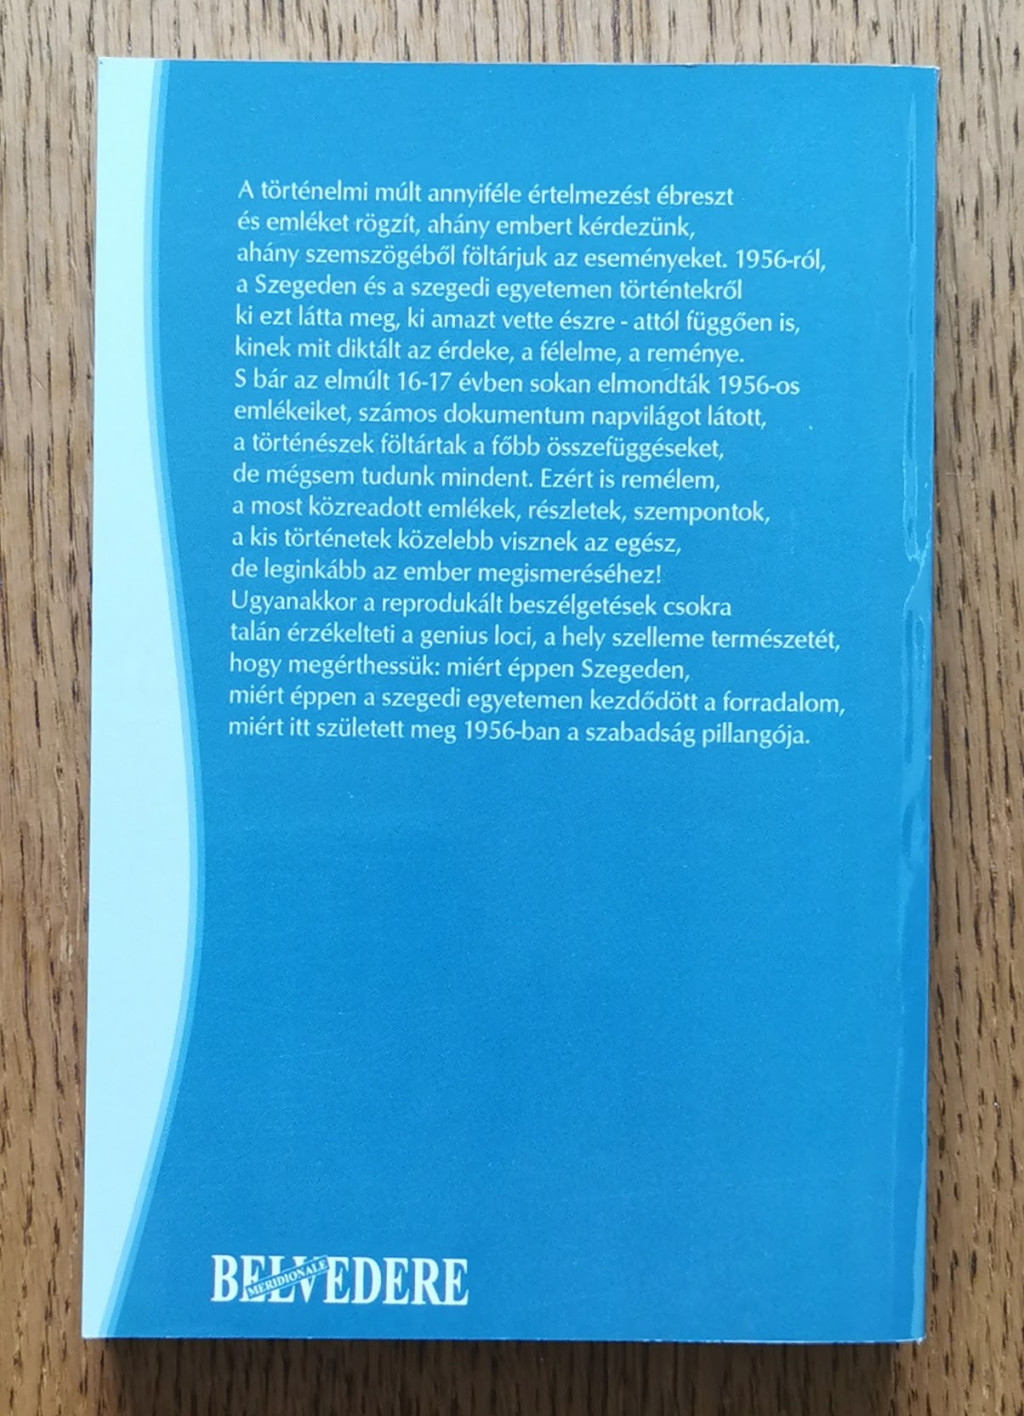 A történelmi múlt annyiféle értelmezést ébreszt
és emléket rögzít, ahány embert kérdezünk,
ahány szemszögéből föltárjuk az eseményeket. 1956-ról,
a Szegeden és a szegedi egyetemen történtekről
ki ezt látta meg, ki amazt vette észre - attól függően is,
kinek mit diktált az érdeke, a félelme, a reménye.
S bár az elmúlt 16-17 évben sokan elmondták 1956-os
emlékeiket, számos dokumentum napvilágot látott,
a történészek föltártak a főbb összefüggéseket,
de mégsem tudunk mindent. Ezért is remélem,
a most közreadott emlékek, részletek, szempontok,
a kis történetek közelebb visznek az egész,
de leginkább az ember megismeréséhez!
Ugyanakkor a reprodukált beszélgetések csokra
talán érzékelteti a genius loci, a hely szelleme természetét,
hogy megérthessük: miért éppen Szegeden,
miért éppen a szegedi egyetemen kezdődött a forradalom,
miért itt született meg 1956-ban a szabadság pillangója.
BELVEDERE
MERIDIONALE